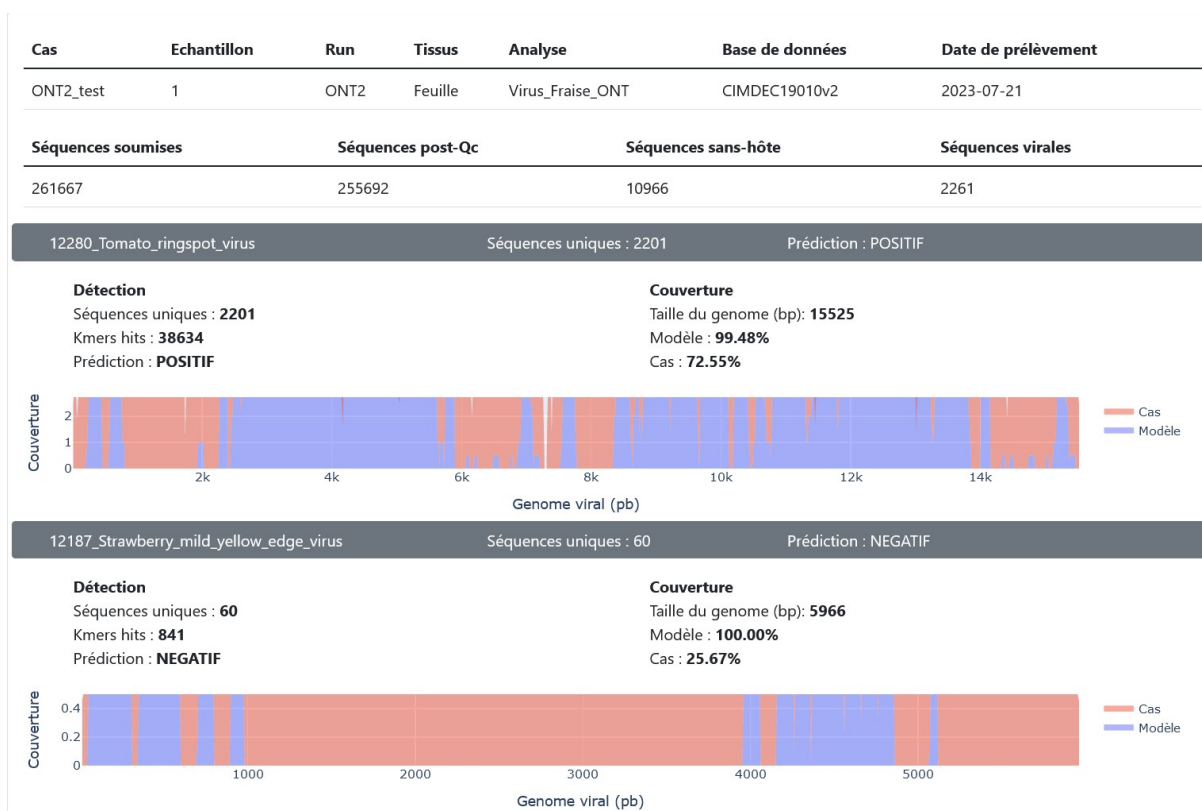 Cas Echantillon Run Tissus Analyse Base de données Date de prélèvement
ONT2_test 1 ONT2 Feuille Virus_Fraise_ONT CIMDEC19010v2 2023-07-21
Séquences soumises Séquences post-Qc Séquences sans-hôte Séquences virales
261667 255692 10966 2261
12280_Tomato_ringspot_virus Séquences uniques : 2201 Prédiction : POSITIF
Détection Couverture
Séquences uniques : 2201 Taille du genome (bp): 15525
Kmers hits : 38634 Modèle : 99.48%
Prédiction : POSITIF Cas : 72.55%
Couverture
2
1
0
2k 4k 6k 8k 10k 12k 14k
Genome viral (pb)
Cas
Modèle
12187_Strawberry_mild_yellow_edge_virus Séquences uniques : 60 Prédiction : NEGATIF
Détection Couverture
Séquences uniques : 60 Taille du genome (bp): 5966
Kmers hits : 841 Modèle : 100.00%
Prédiction : NEGATIF Cas : 25.67%
Couverture
0.4
0.2
0
1000 2000 3000 4000 5000
Genome viral (pb)
Cas
Modèle